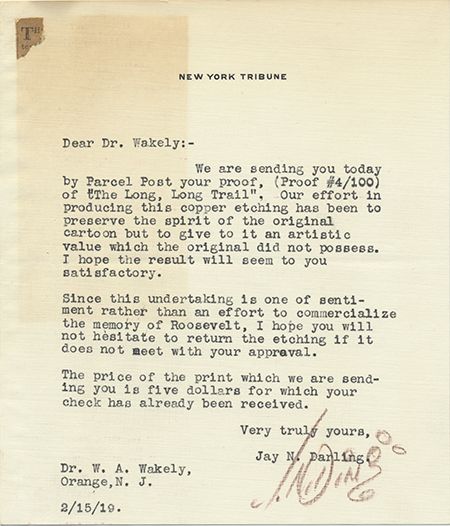 TH
NEW YORK TRIBUNE
Dear Dr. Wakely:-
We are sending you today
by Parcel Post your proof, (Proof #4/100)
of "The Long, Long Trail". Our effort in
producing this copper etching has been to
preserve the spirit of the original
cartoon but to give to it an artistic
value which the original did not possess.
I hope the result will seem to you
satisfactory.
Since this undertaking is one of senti-
ment rather than an effort to commercialize
the memory of Roosevelt, I hope you will
not hesitate to return the etching if it
does not meet with your appraval.
The price of the print which we are send-
ing you is five dollars for which your
check has already been received.
Very truly yours,
Jay N. Darling.
J.N. Ding
Dr. W. A. Wakely,
Orange, N. J.
2/15/19.